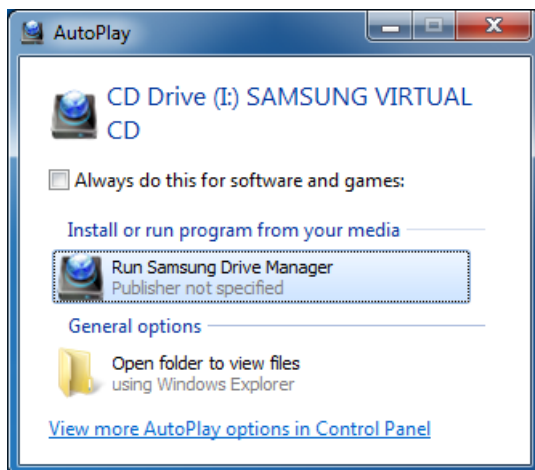 AutoPlay
CD Drive (I:) SAMSUNG VIRTUAL
CD
Always do this for software and games:
Install or run program from your media
Run Samsung Drive Manager
Publisher not specified
General options
Open folder to view files
using Windows Explorer
View more AutoPlay options in Control Panel